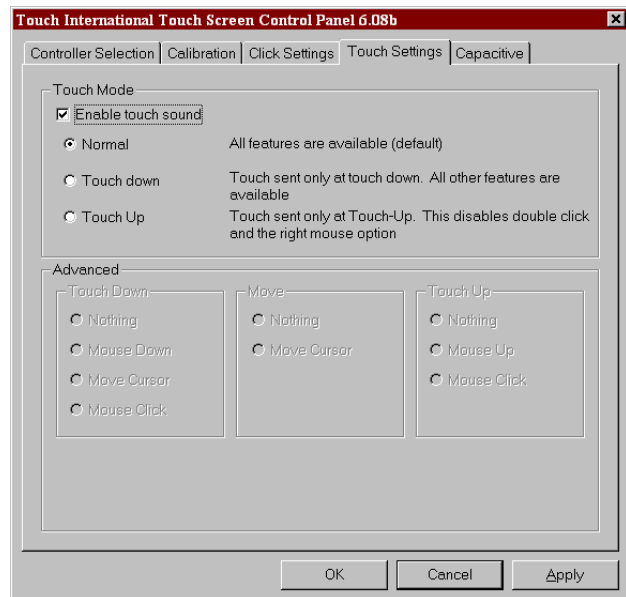 Touch International Touch Screen Control Panel 6.08b
Controller Selection Calibration Click Settings Touch Settings Capacitive
Touch Mode
Enable touch sound
Normal All features are available (default)
Touch down Touch sent only at touch down. All other features are
available
Touch Up Touch sent only at Touch-Up. This disables double click
and the right mouse option
Advanced
Touch Down Move Touch Up
Nothing Nothing Nothing
Mouse Down Move Cursor Mouse Up
Move Cursor Mouse Click
Mouse Click
OK Cancel Apply